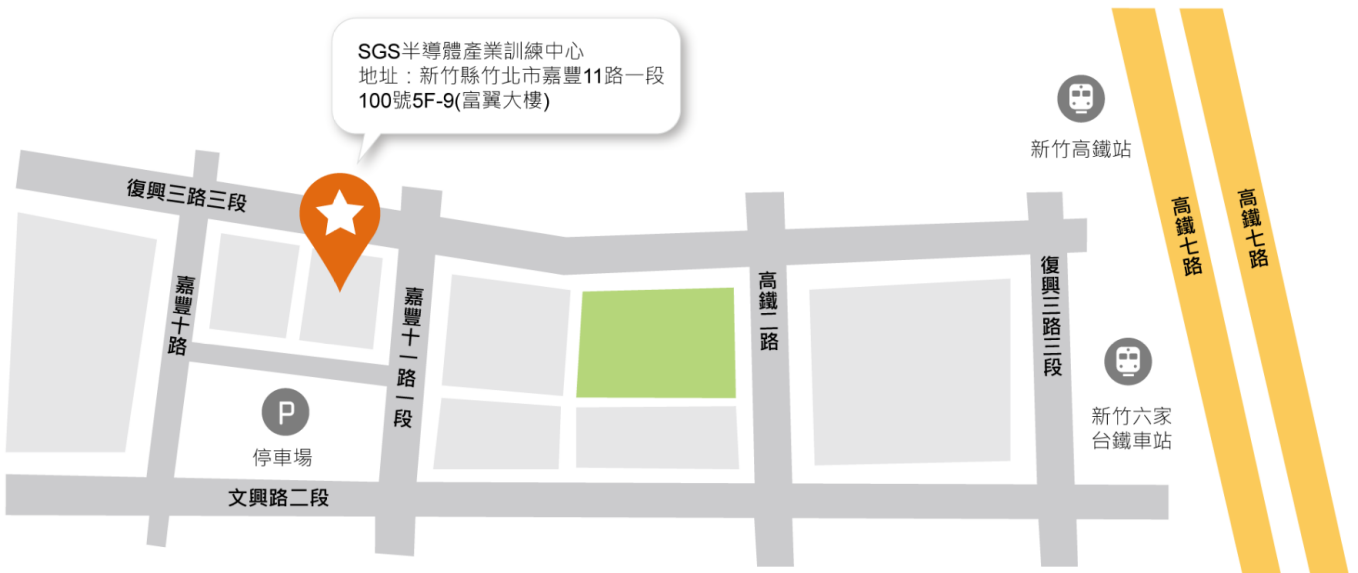 SGS半導體產業訓練中心
地址：新竹縣竹北市嘉豐11路一段
100號5F-9(富翼大樓)
新竹高鐵站
復興三路三段
高鐵七路
高鐵七路
嘉豐十路
嘉豐十一路一段
高鐵二路
復興三路三段
P
停車場
新竹六家
台鐵車站
文興路二段